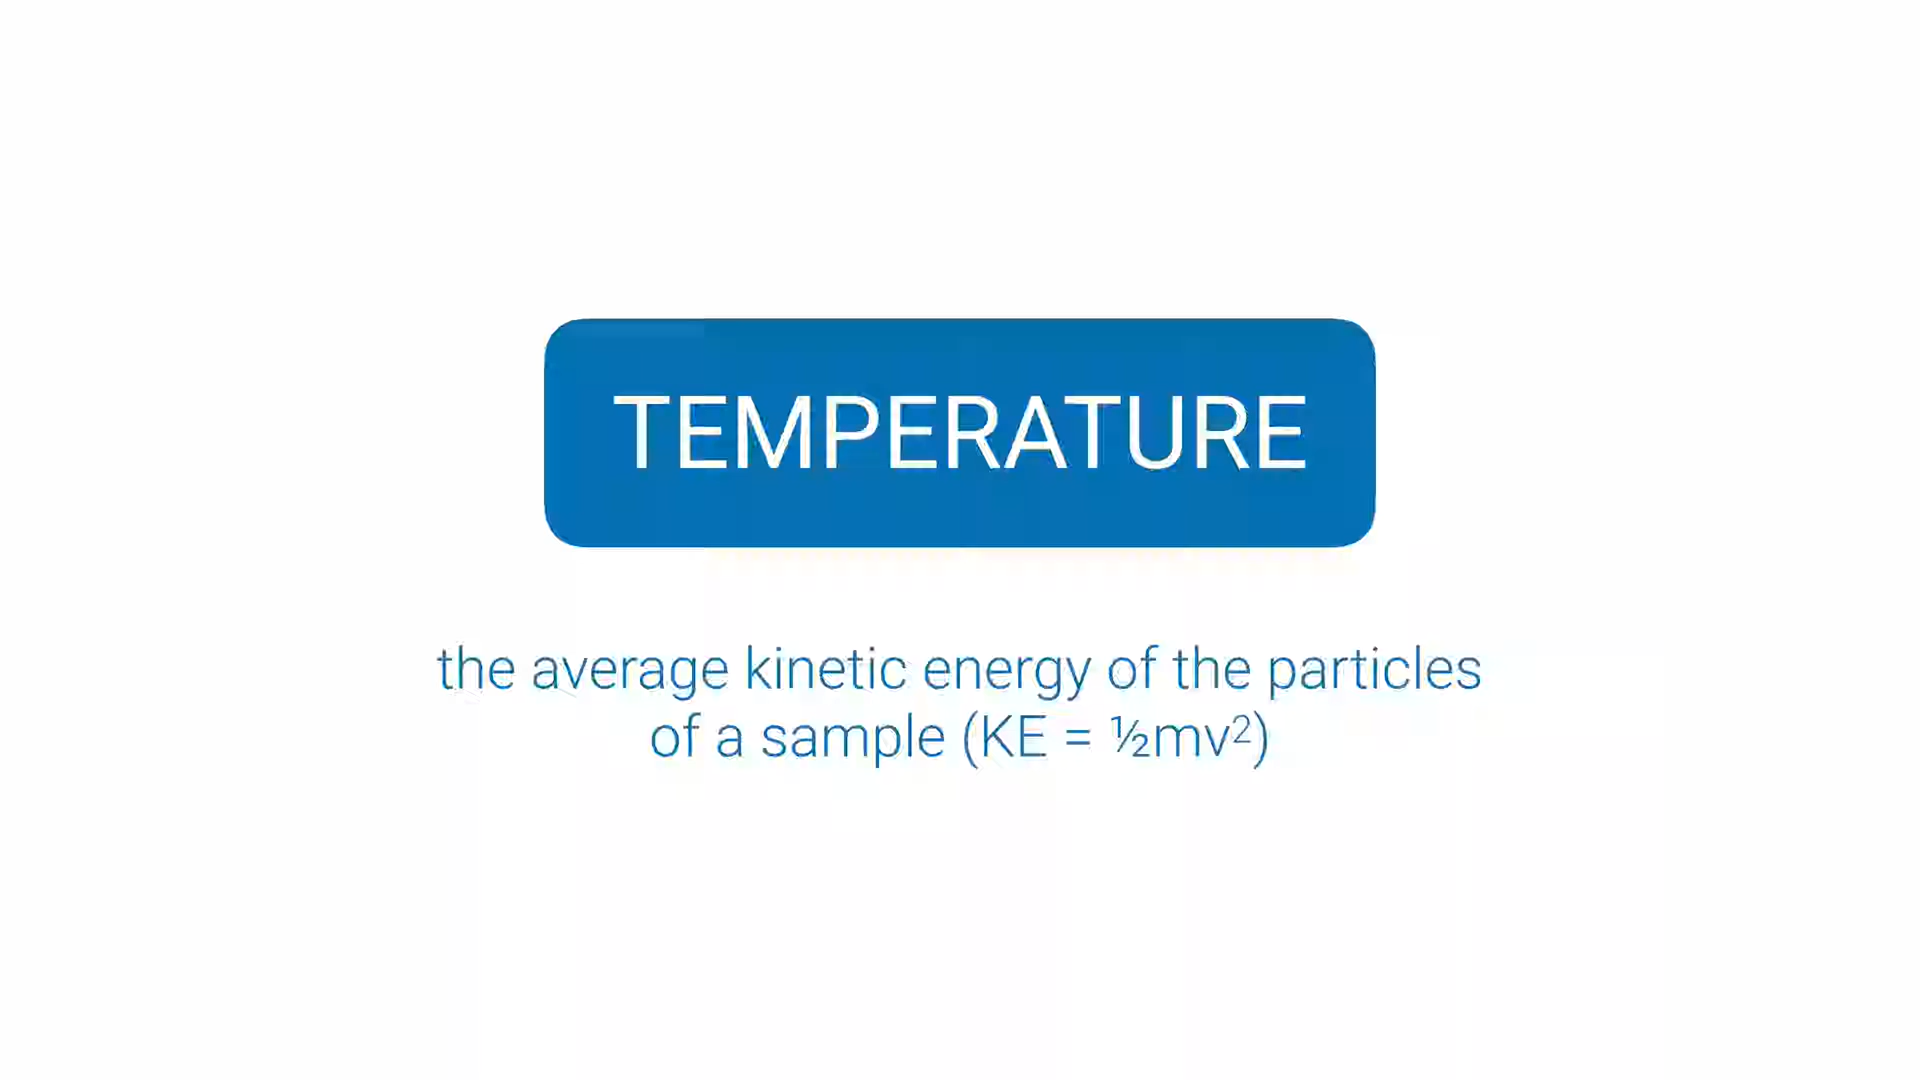 TEMPERATURE
the average kinetic energy of the particles
of a sample (KE = ½mv²)